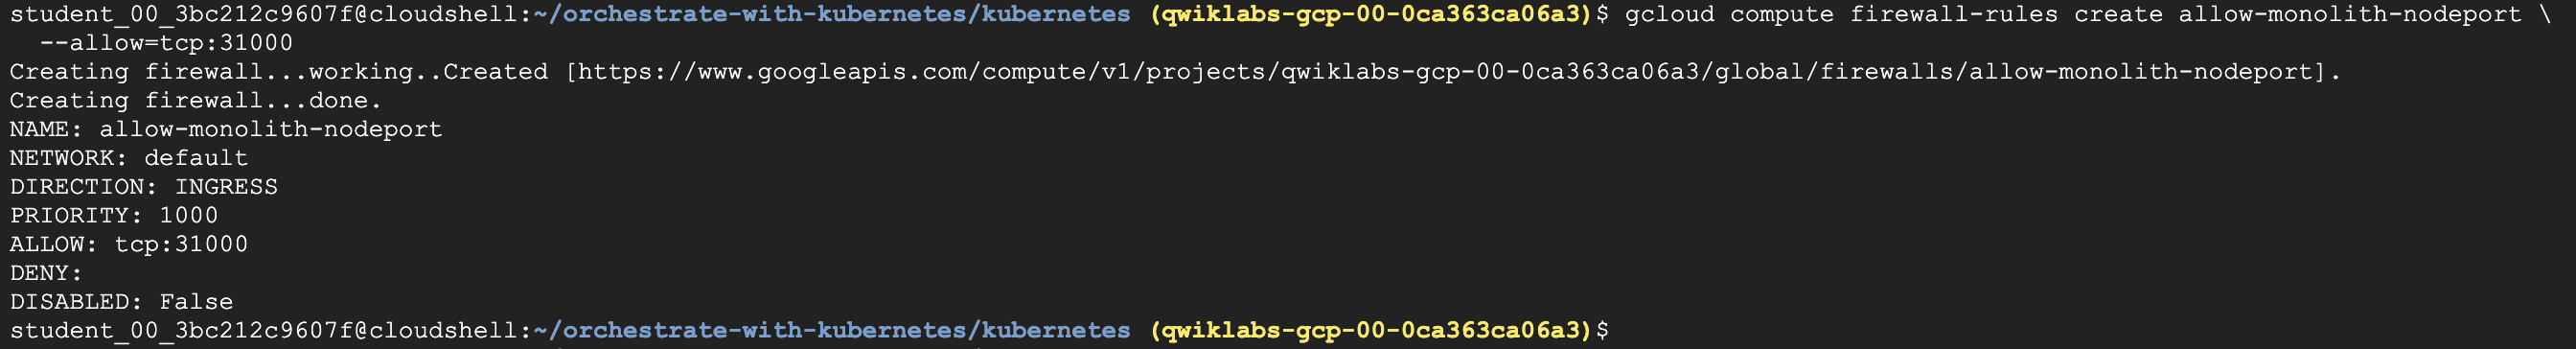 student_00_3bc212c9607f@cloudshell:~/orchestrate-with-kubernetes/kubernetes (qwiklabs-gcp-00-0ca363ca06a3)$ gcloud compute firewall-rules create allow-monolith-nodeport \
  --allow=tcp:31000
Creating firewall...working..Created [https://www.googleapis.com/compute/v1/projects/qwiklabs-gcp-00-0ca363ca06a3/global/firewalls/allow-monolith-nodeport].
Creating firewall...done.
NAME: allow-monolith-nodeport
NETWORK: default
DIRECTION: INGRESS
PRIORITY: 1000
ALLOW: tcp:31000
DENY:
DISABLED: False
student_00_3bc212c9607f@cloudshell:~/orchestrate-with-kubernetes/kubernetes (qwiklabs-gcp-00-0ca363ca06a3)$